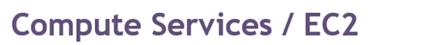 Compute Services / EC2